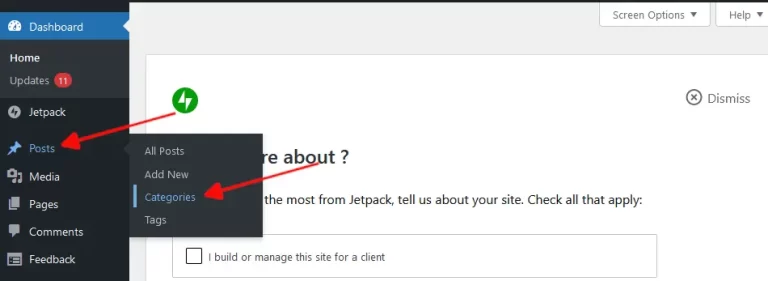 Dashboard
Screen Options ▼
Help ▼
Home
Updates 11
Jetpack
Dismiss
Posts
All Posts
re about ?
Media
Add New
Categories
the most from Jetpack, tell us about your site. Check all that apply:
Pages
Tags
Comments
Feedback
I build or manage this site for a client